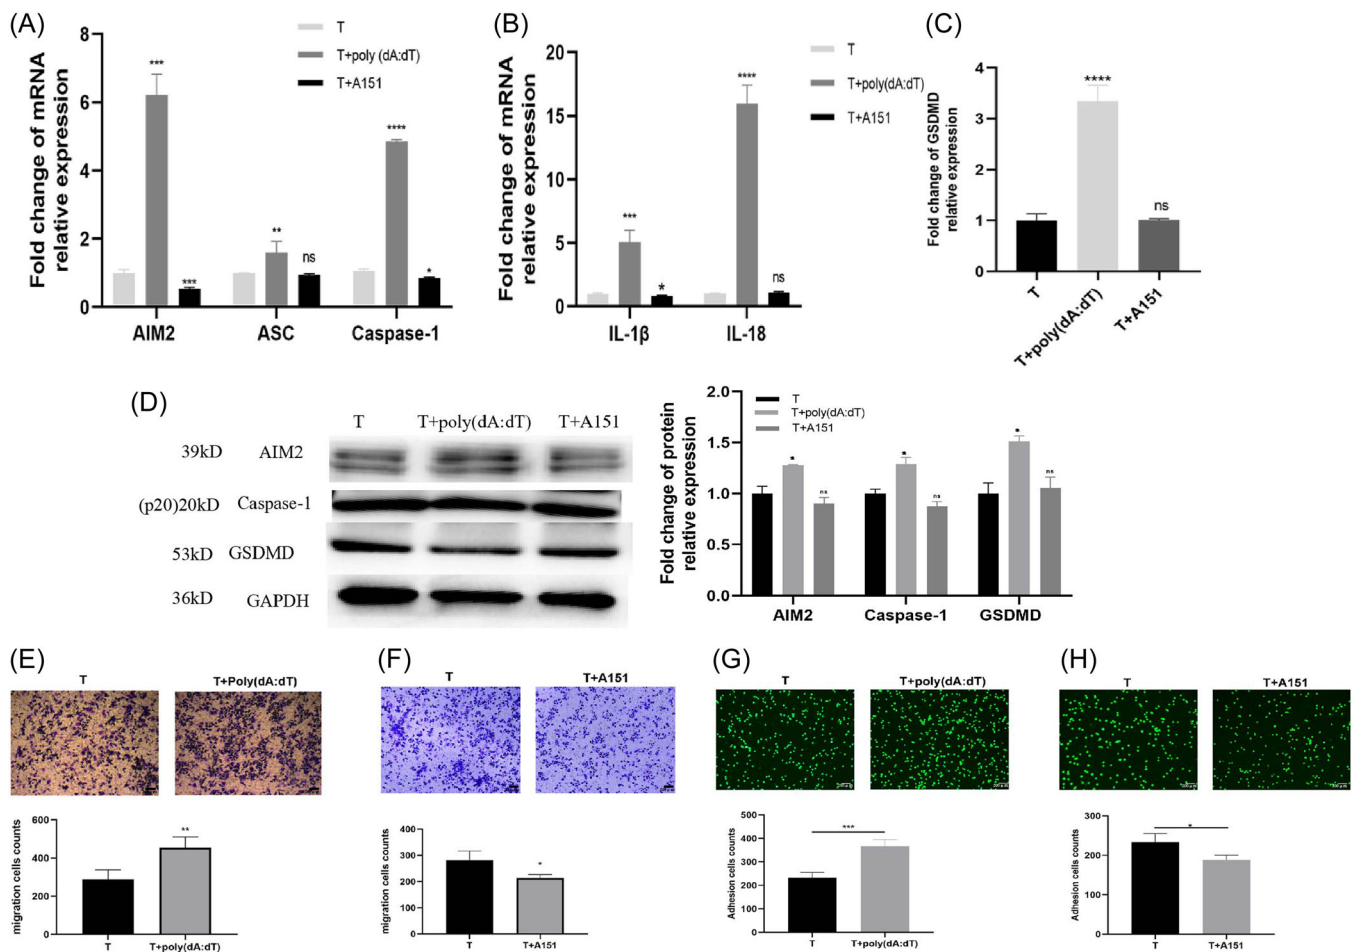 (A)
T
T+poly (dA:dT)
T+A151
Fold change of mRNA
relative expression
8
6
4
2
0
***
***
**
ns
****
*
AIM2
ASC
Caspase-1
(B)
T
T+poly(dA:dT)
T+A151
Fold change of mRNA
relative expression
20
15
10
5
0
***
*
****
ns
IL-1β
IL-18
(C)
Fold change of GSDMD
relative expression
4
3
2
1
0
****
ns
T
T+poly(dA:dT)
T+A151
(D)
T
T+poly(dA:dT)
T+A151
39kD
AIM2
(p20)20kD
Caspase-1
53kD
GSDMD
36kD
GAPDH
T
T+poly(dA:dT)
T+A151
Fold change of protein
relative expression
2.0
1.5
1.0
0.5
0.0
*
ns
*
ns
*
ns
AIM2
Caspase-1
GSDMD
(E)
T
T+Poly(dA:dT)
migration cells counts
600
400
200
0
**
T
T+poly(dA:dT)
(F)
T
T+A151
migration cells counts
400
300
200
100
0
*
T
T+A151
(G)
T
T+poly(dA:dT)
Adhesion cells counts
500
400
300
200
100
0
***
T
T+poly(dA:dT)
(H)
T
T+A151
Adhesion cells counts
300
200
100
0
*
T
T+A151